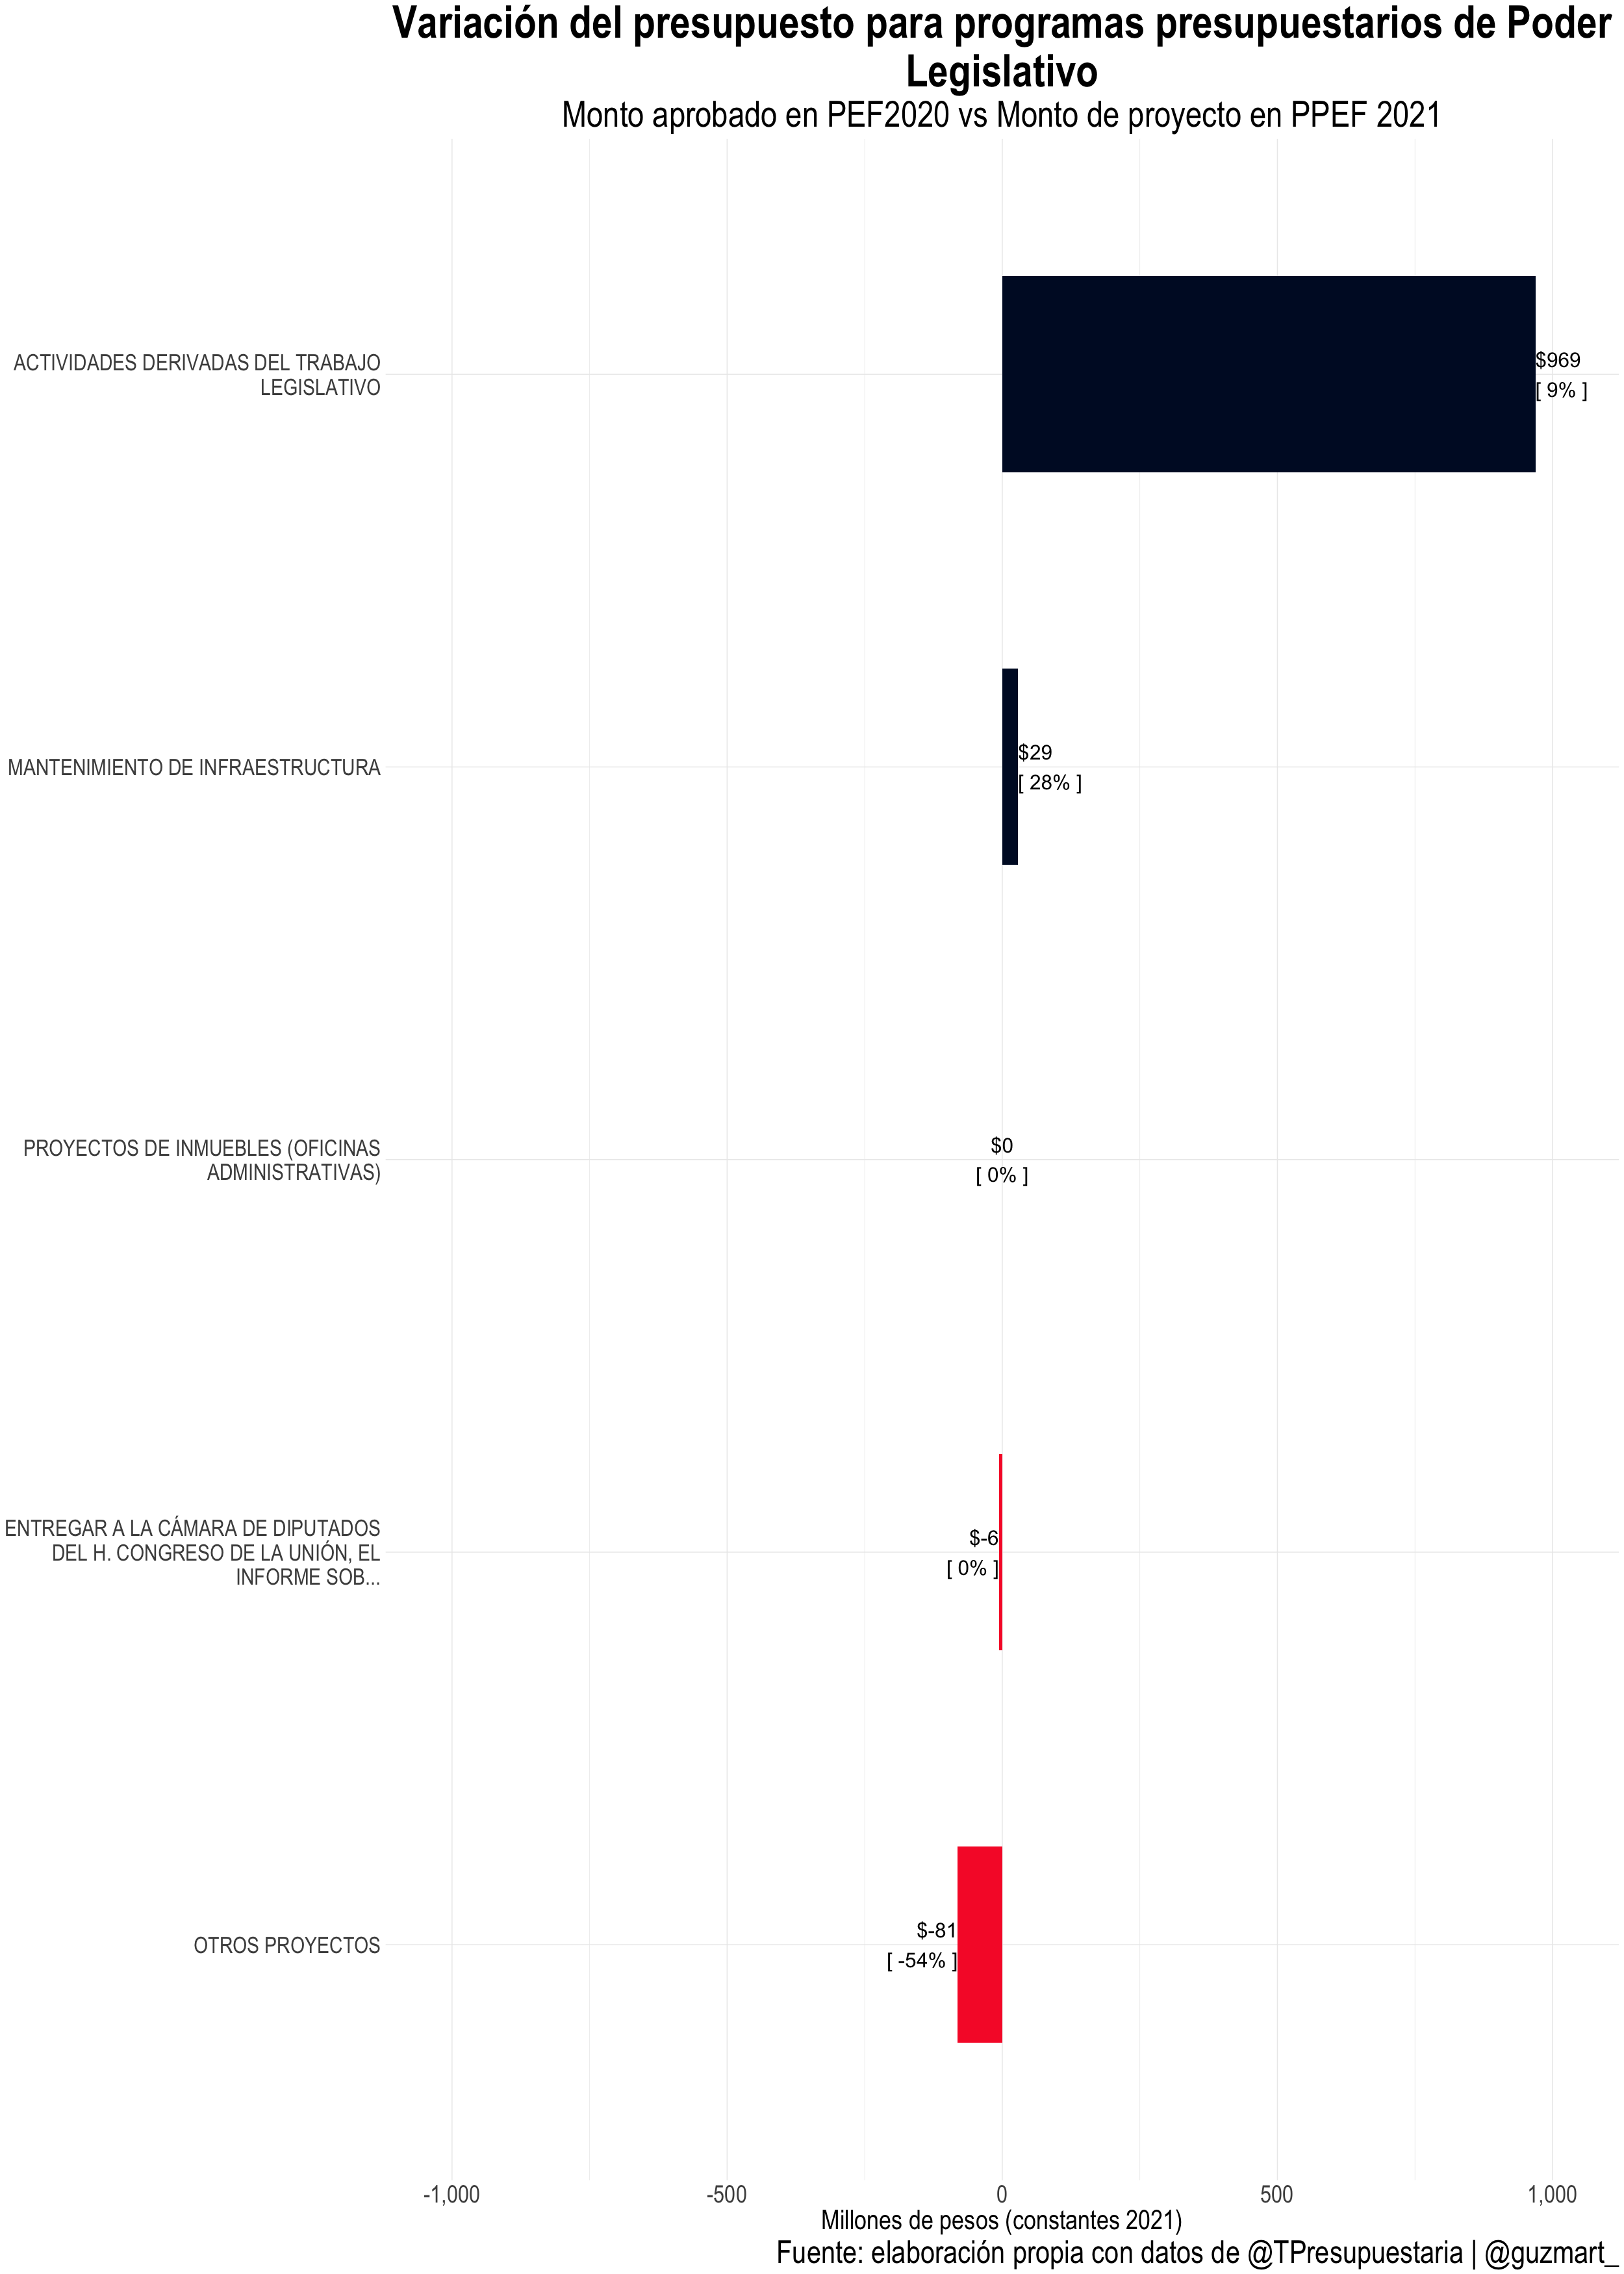 Variación del presupuesto para programas presupuestarios de Poder
Legislativo
Monto aprobado en PEF2020 vs Monto de proyecto en PPEF 2021
ACTIVIDADES DERIVADAS DEL TRABAJO
LEGISLATIVO
$969
[ 9% ]
MANTENIMIENTO DE INFRAESTRUCTURA
$29
[ 28% ]
PROYECTOS DE INMUEBLES (OFICINAS
ADMINISTRATIVAS)
$0
[ 0% ]
ENTREGAR A LA CÁMARA DE DIPUTADOS
DEL H. CONGRESO DE LA UNIÓN, EL
INFORME SOB...
$-6
[ 0% ]
OTROS PROYECTOS
$-81
[ -54% ]
-1,000 -500 0 500 1,000
Millones de pesos (constantes 2021)
Fuente: elaboración propia con datos de @TPresupuestaria | @guzmart_